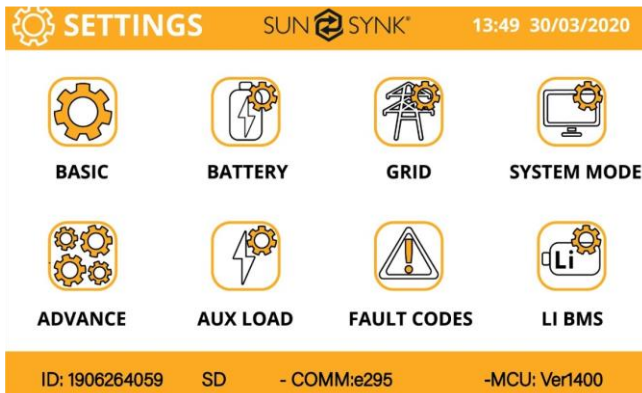 SETTINGS SUN SYNK® 13:49 30/03/2020
BASIC BATTERY GRID SYSTEM MODE
Li
ADVANCE AUX LOAD FAULT CODES LI BMS
ID: 1906264059 SD - COMM:e295 -MCU: Ver1400